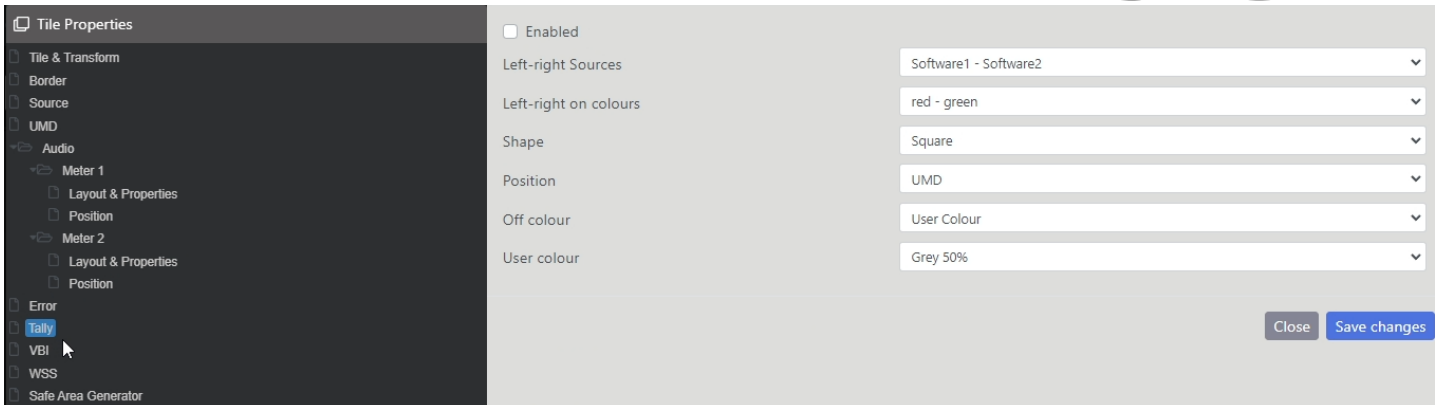 Tile Properties
Tile & Transform
Border
Source
UMD
Audio
Meter 1
Layout & Properties
Position
Meter 2
Layout & Properties
Position
Error
Tally
VBI
WSS
Safe Area Generator
Enabled
Left-right Sources Software1 - Software2
Left-right on colours red - green
Shape Square
Position UMD
Off colour User Colour
User colour Grey 50%
Close Save changes